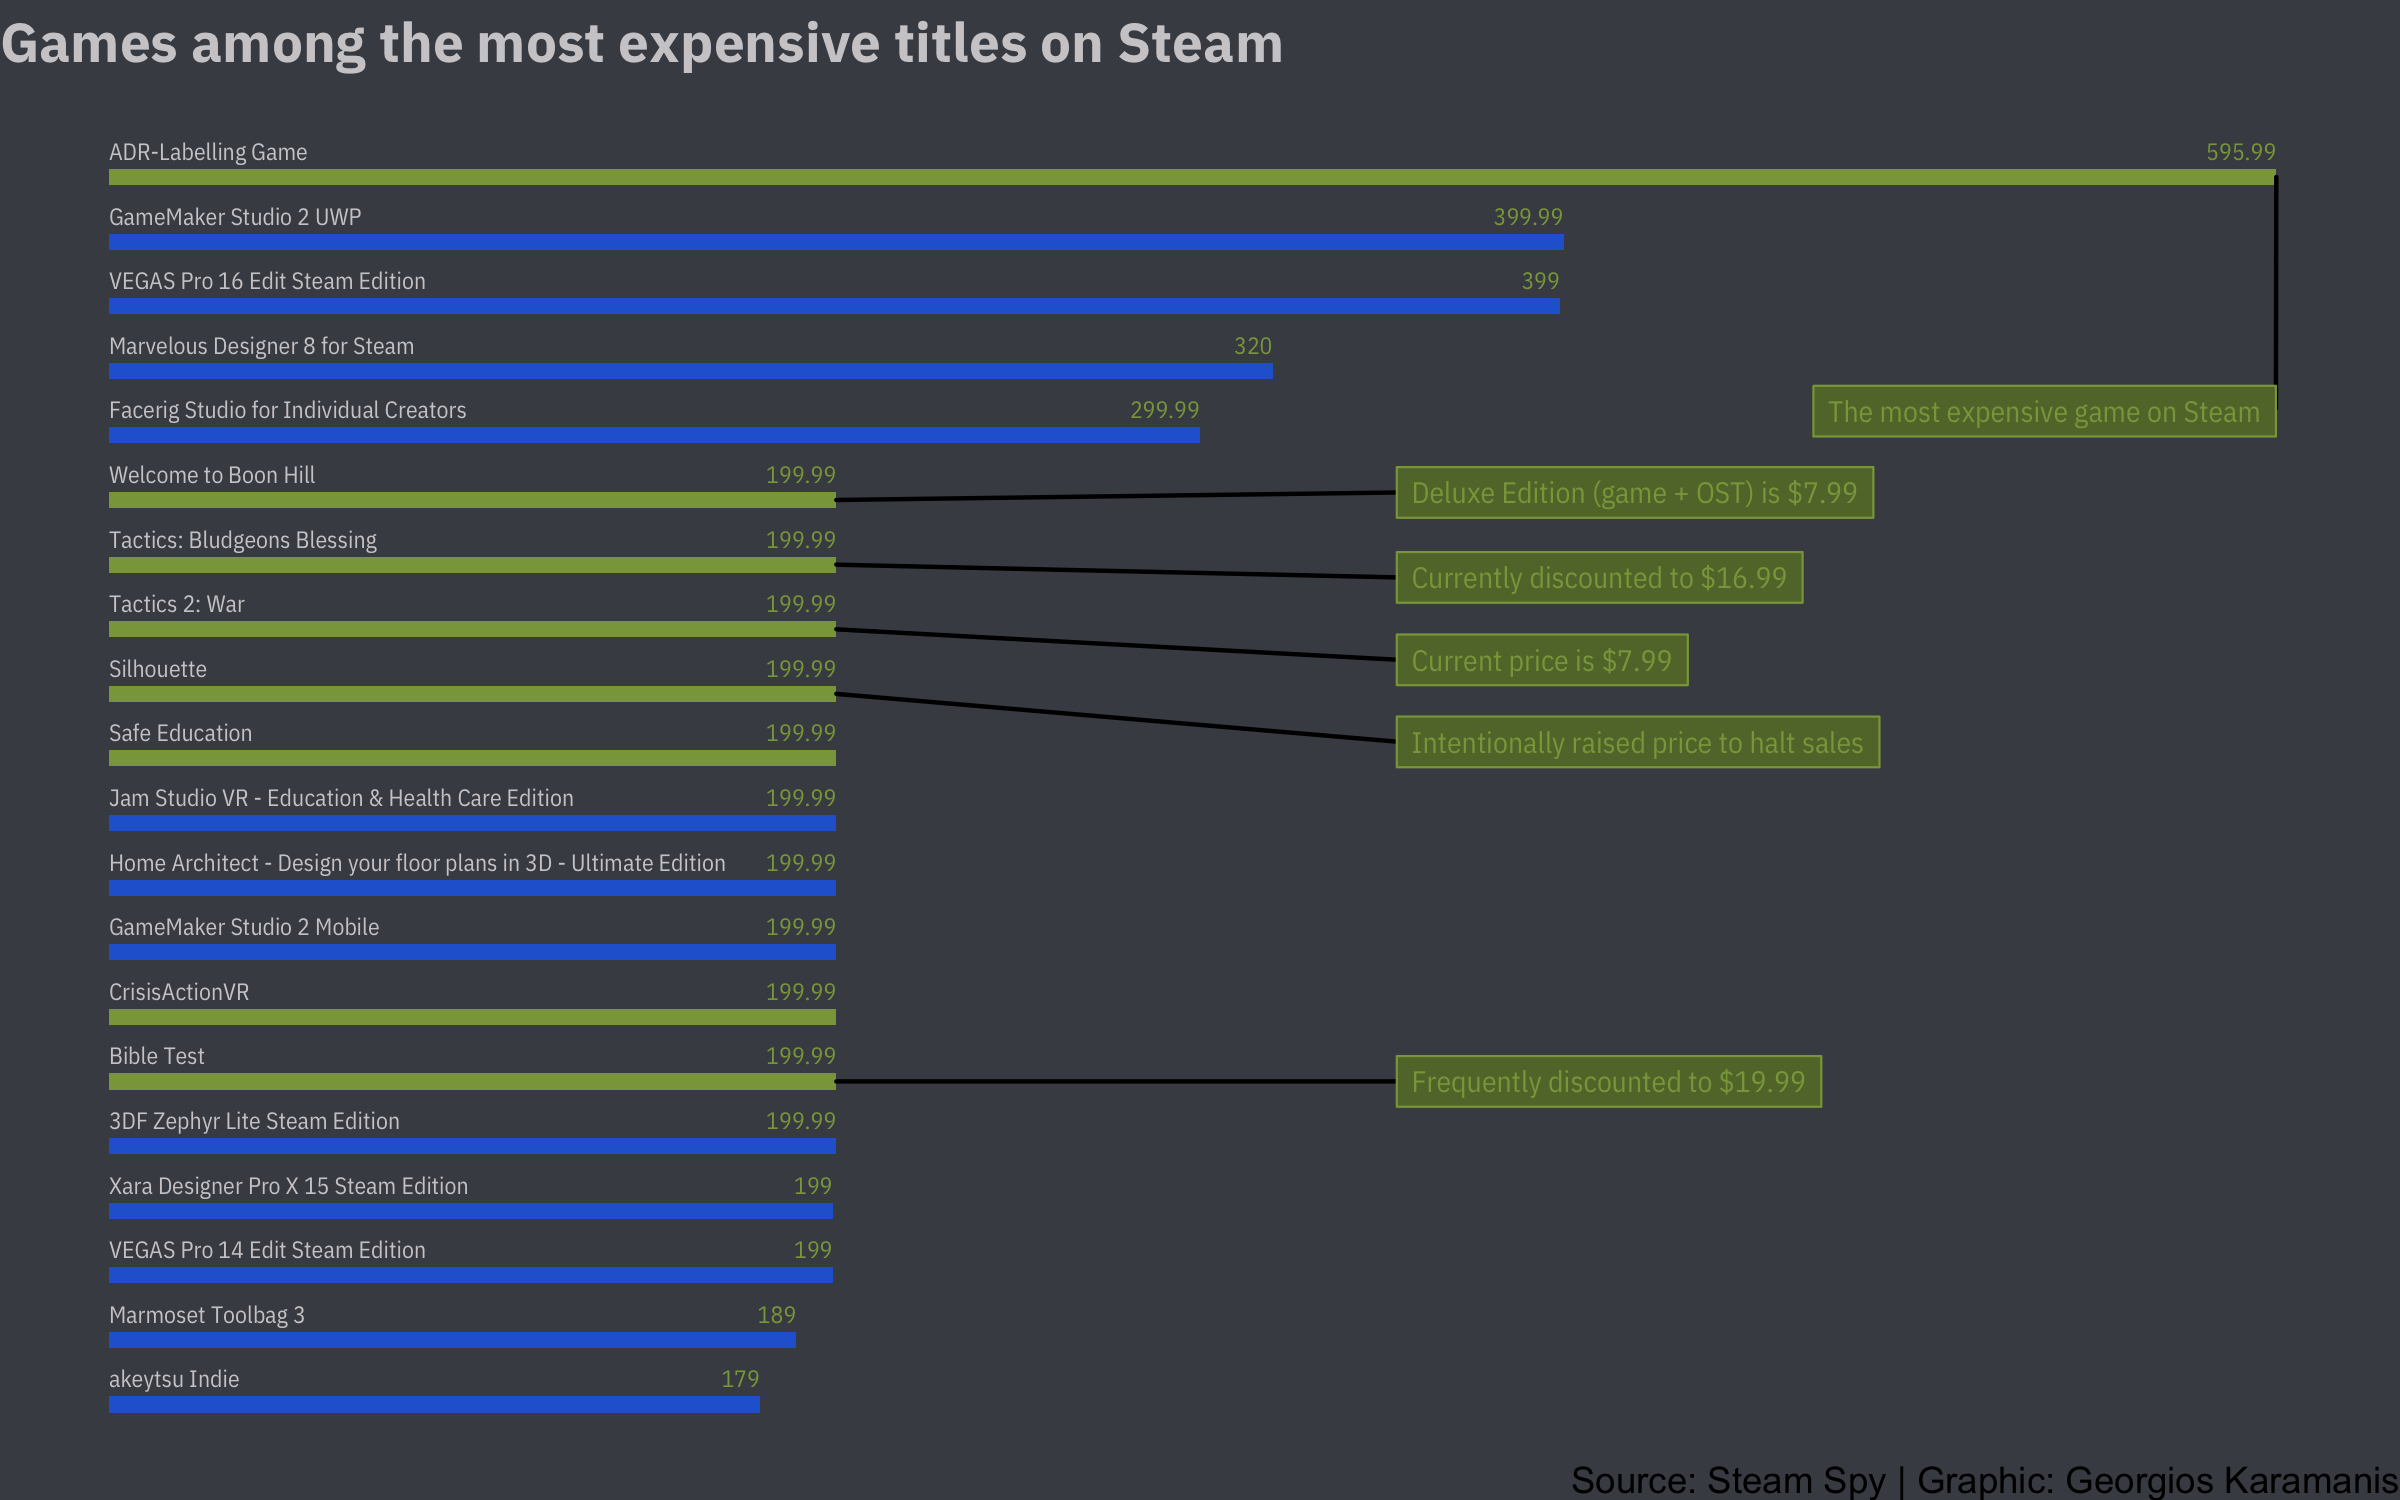 Games among the most expensive titles on Steam
ADR-Labelling Game 595.99
GameMaker Studio 2 UWP 399.99
VEGAS Pro 16 Edit Steam Edition 399
Marvelous Designer 8 for Steam 320
Facerig Studio for Individual Creators 299.99
The most expensive game on Steam
Welcome to Boon Hill 199.99
Deluxe Edition (game + OST) is $7.99
Tactics: Bludgeons Blessing 199.99
Currently discounted to $16.99
Tactics 2: War 199.99
Current price is $7.99
Silhouette 199.99
Intentionally raised price to halt sales
Safe Education 199.99
Jam Studio VR - Education & Health Care Edition 199.99
Home Architect - Design your floor plans in 3D - Ultimate Edition 199.99
GameMaker Studio 2 Mobile 199.99
CrisisActionVR 199.99
Bible Test 199.99
Frequently discounted to $19.99
3DF Zephyr Lite Steam Edition 199.99
Xara Designer Pro X 15 Steam Edition 199
VEGAS Pro 14 Edit Steam Edition 199
Marmoset Toolbag 3 189
akeytsu Indie 179
Source: Steam Spy | Graphic: Georgios Karamanis